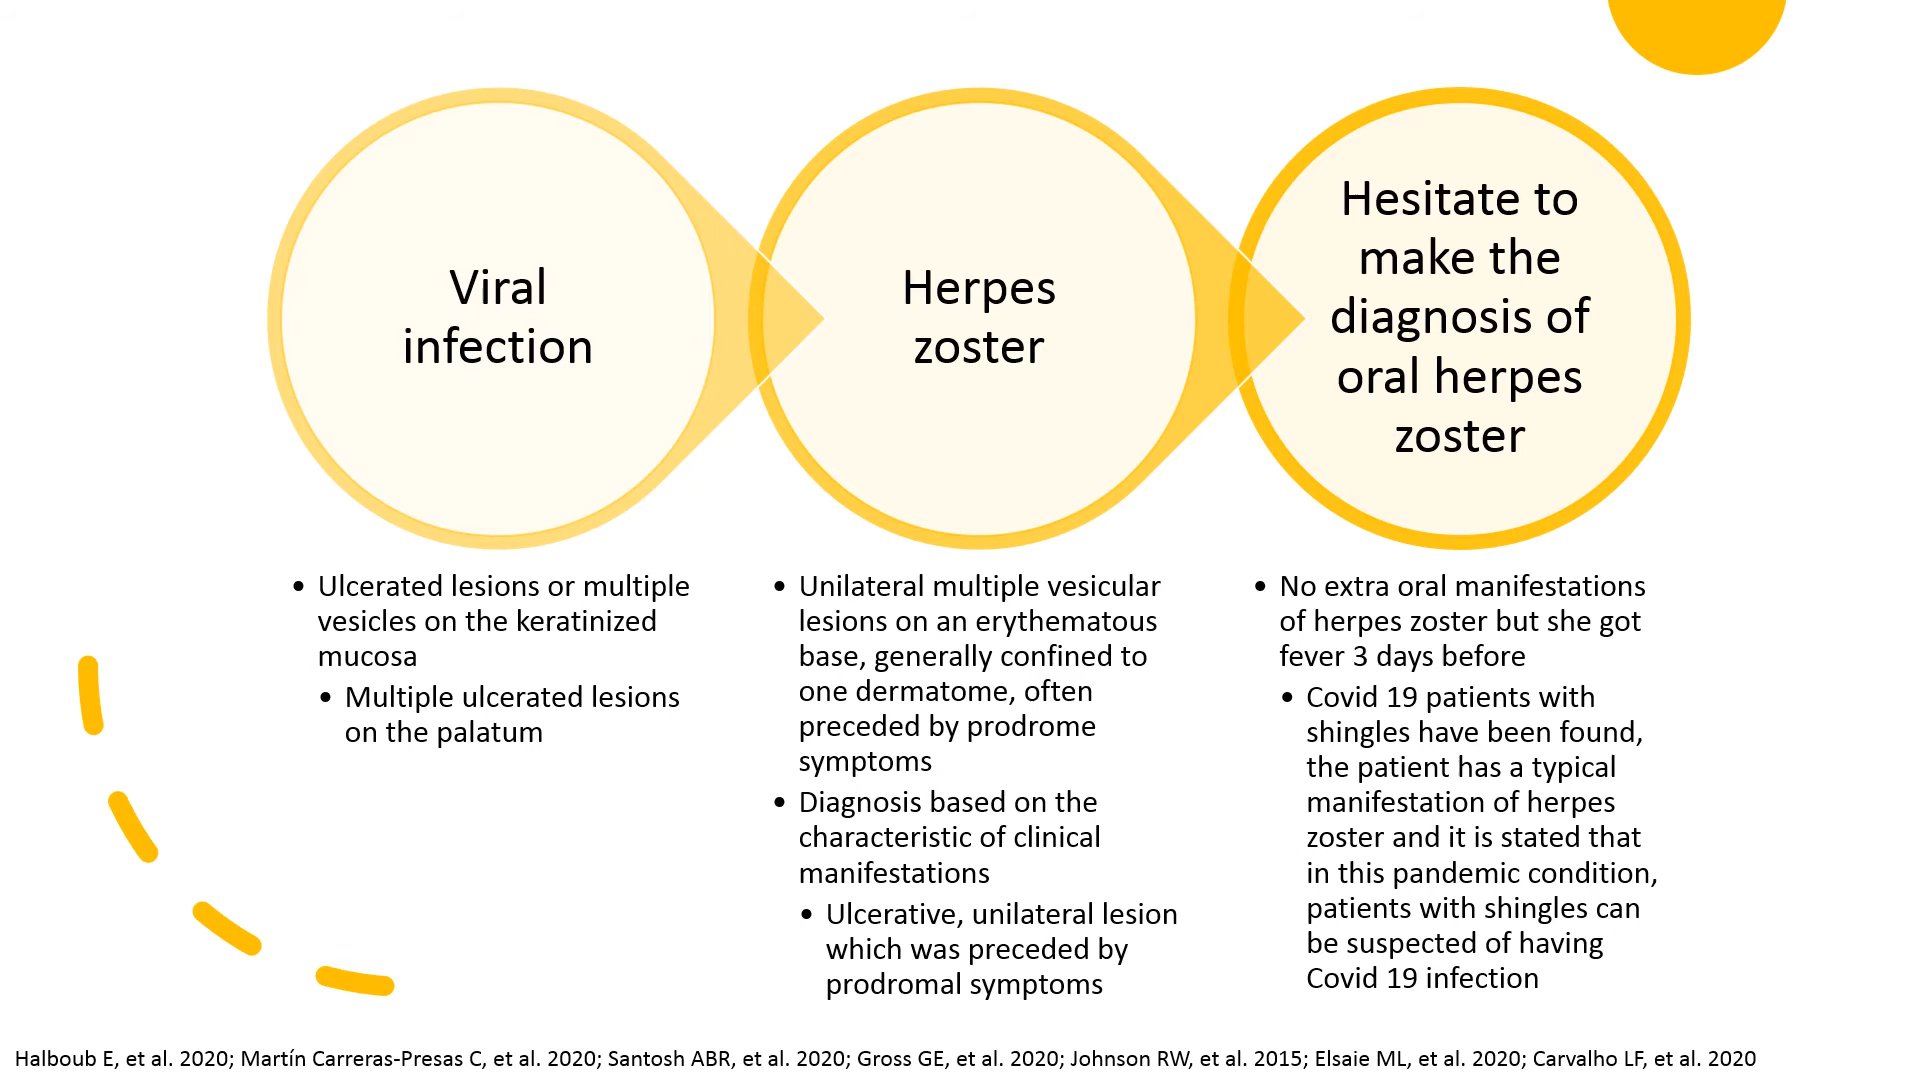 Viral
infection
• Ulcerated lesions or multiple
vesicles on the keratinized
mucosa
• Multiple ulcerated lesions
on the palatum
Herpes
zoster
• Unilateral multiple vesicular
lesions on an erythematous
base, generally confined to
one dermatome, often
preceded by prodrome
symptoms
• Diagnosis based on the
characteristic of clinical
manifestations
• Ulcerative, unilateral lesion
which was preceded by
prodromal symptoms
Hesitate to
make the
diagnosis of
oral herpes
zoster
• No extra oral manifestations
of herpes zoster but she got
fever 3 days before
• Covid 19 patients with
shingles have been found,
the patient has a typical
manifestation of herpes
zoster and it is stated that
in this pandemic condition,
patients with shingles can
be suspected of having
Covid 19 infection
Halboub E, et al. 2020; Martín Carreras-Presas C, et al. 2020; Santosh ABR, et al. 2020; Gross GE, et al. 2020; Johnson RW, et al. 2015; Elsaie ML, et al. 2020; Carvalho LF, et al. 2020